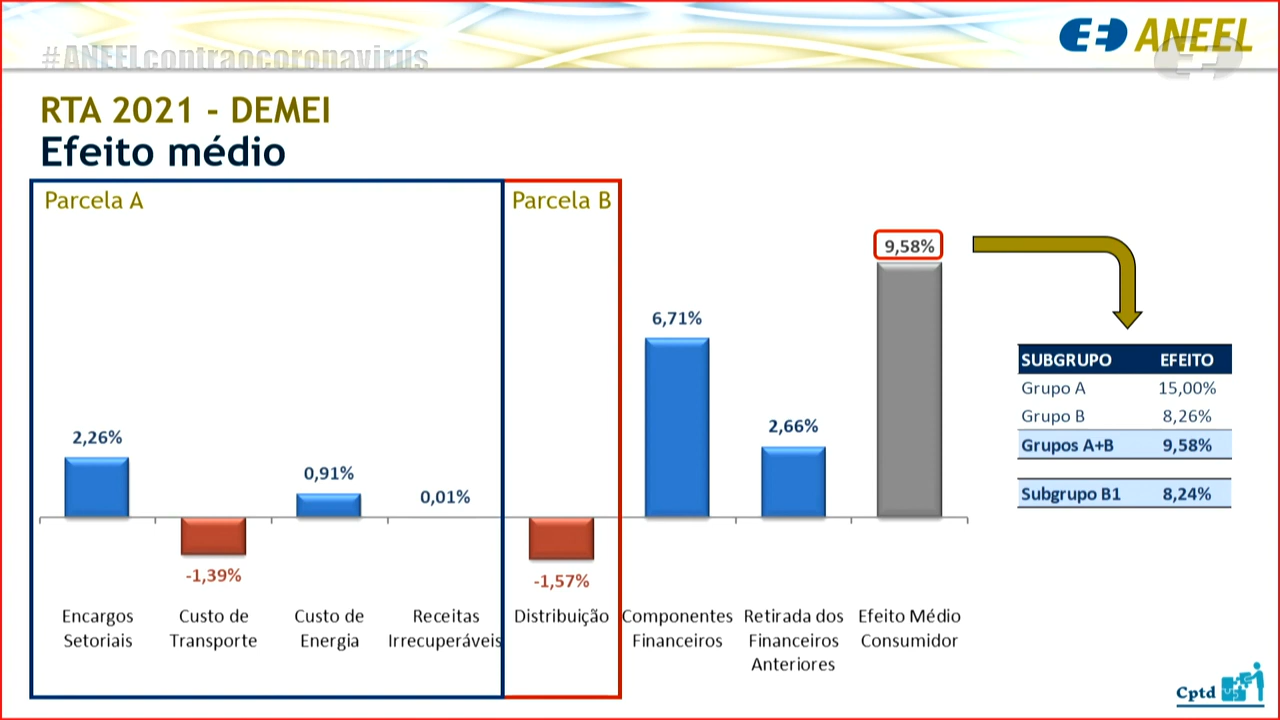 #ANEELcontraocoronavirus
ANEEL
RTA 2021 - DEMEI
Efeito médio
Parcela A
Parcela B
2,26%
-1,39%
0,91%
0,01%
-1,57%
6,71%
2,66%
9,58%
Encargos
Setoriais
Custo de
Transporte
Custo de
Energia
Receitas
Irrecuperáveis
Distribuição
Componentes
Financeiros
Retirada dos
Financeiros
Anteriores
Efeito Médio
Consumidor
SUBGRUPO EFEITO
Grupo A 15,00%
Grupo B 8,26%
Grupos A+B 9,58%
Subgrupo B1 8,24%
Cptd